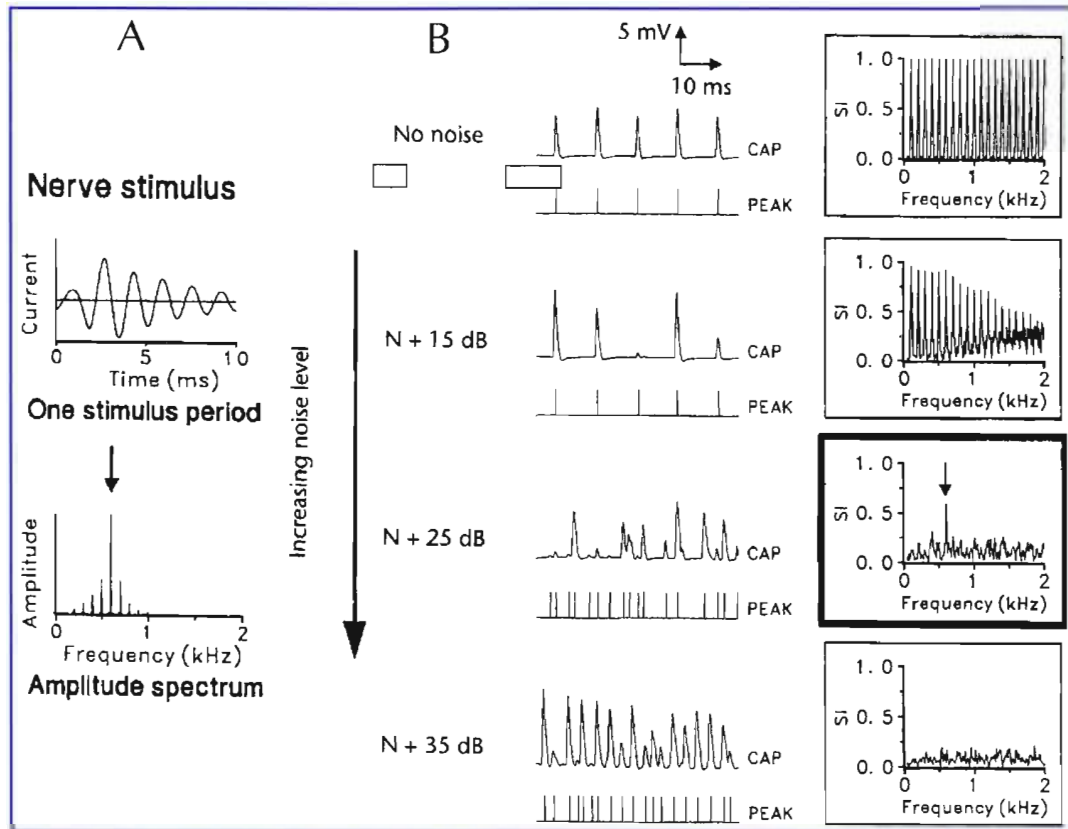 A
B
5 mV
10 ms
Nerve stimulus
Current
0 5 10
Time (ms)
One stimulus period
Amplitude
0 1 2
Frequency (kHz)
Amplitude spectrum
Increasing noise level
No noise
CAP
PEAK
N + 15 dB
CAP
PEAK
N + 25 dB
CAP
PEAK
N + 35 dB
CAP
PEAK
SI
1. 0
0. 5
0. 0
0 1 2
Frequency (kHz)
SI
1. 0
0. 5
0. 0
0 1 2
Frequency (kHz)
SI
1. 0
0. 5
0. 0
0 1 2
Frequency (kHz)
SI
1. 0
0. 5
0. 0
0 1 2
Frequency (kHz)